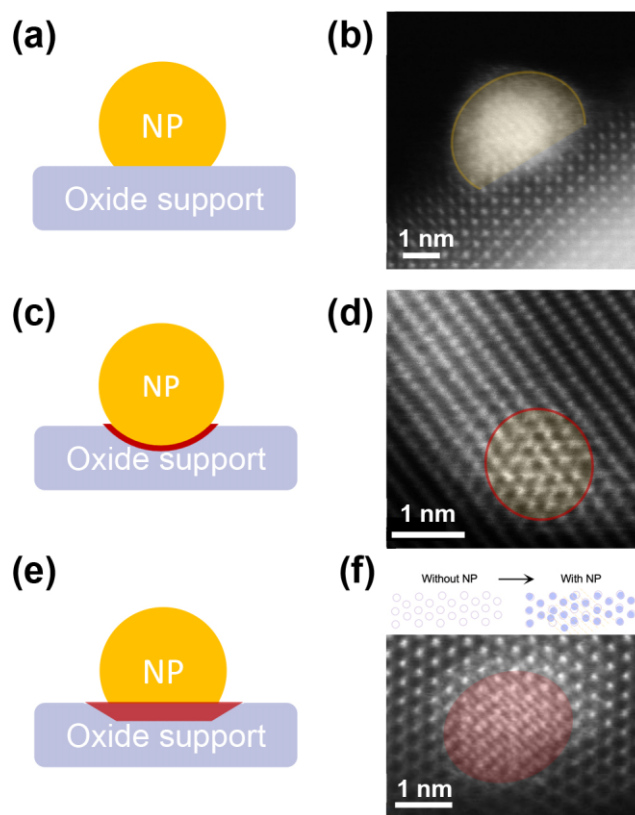 (a)
NP
Oxide support
(b)
1 nm
(c)
NP
Oxide support
(d)
1 nm
(e)
NP
Oxide support
(f)
Without NP
With NP
1 nm